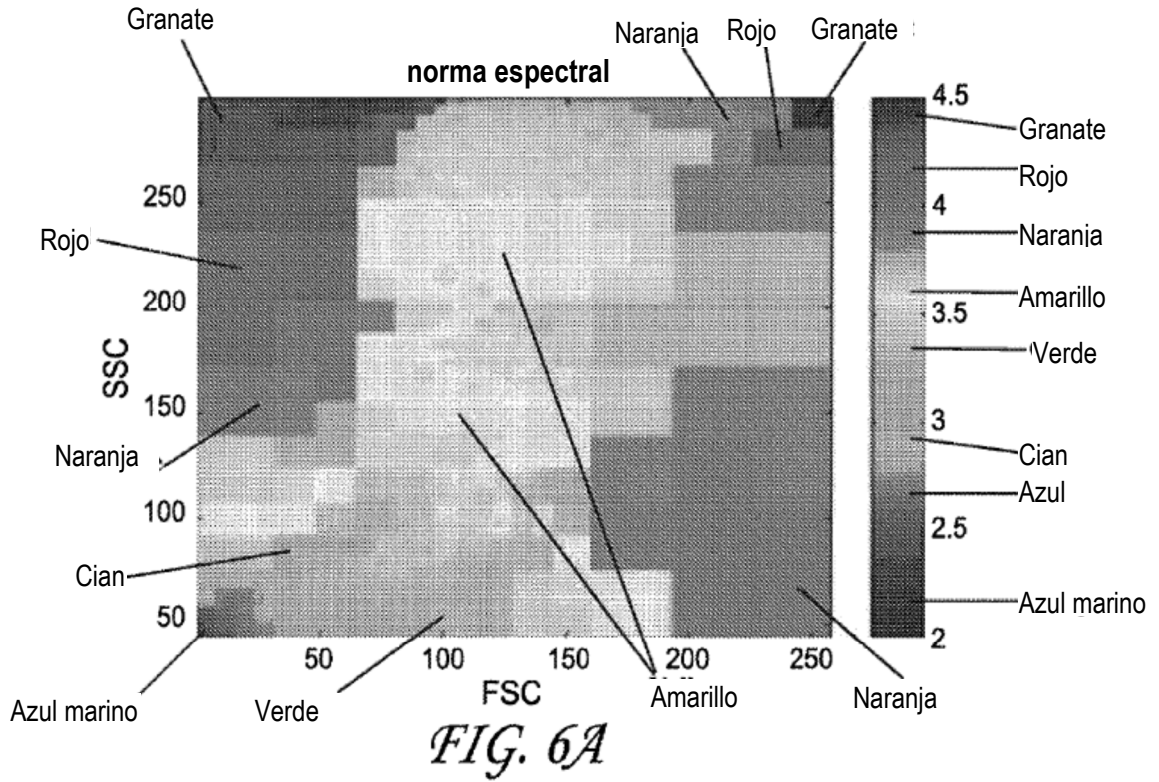 Granate
Naranja
Rojo
Granate
norma espectral
4.5
Granate
Rojo
250
4
Rojo
Naranja
Amarillo
200
3.5
Verde
SSC
150
3
Naranja
Cian
Azul
100
2.5
Cian
50
Azul marino
2
50
100
150
200
250
FSC
Azul marino
Verde
Amarillo
Naranja
FIG. 6A